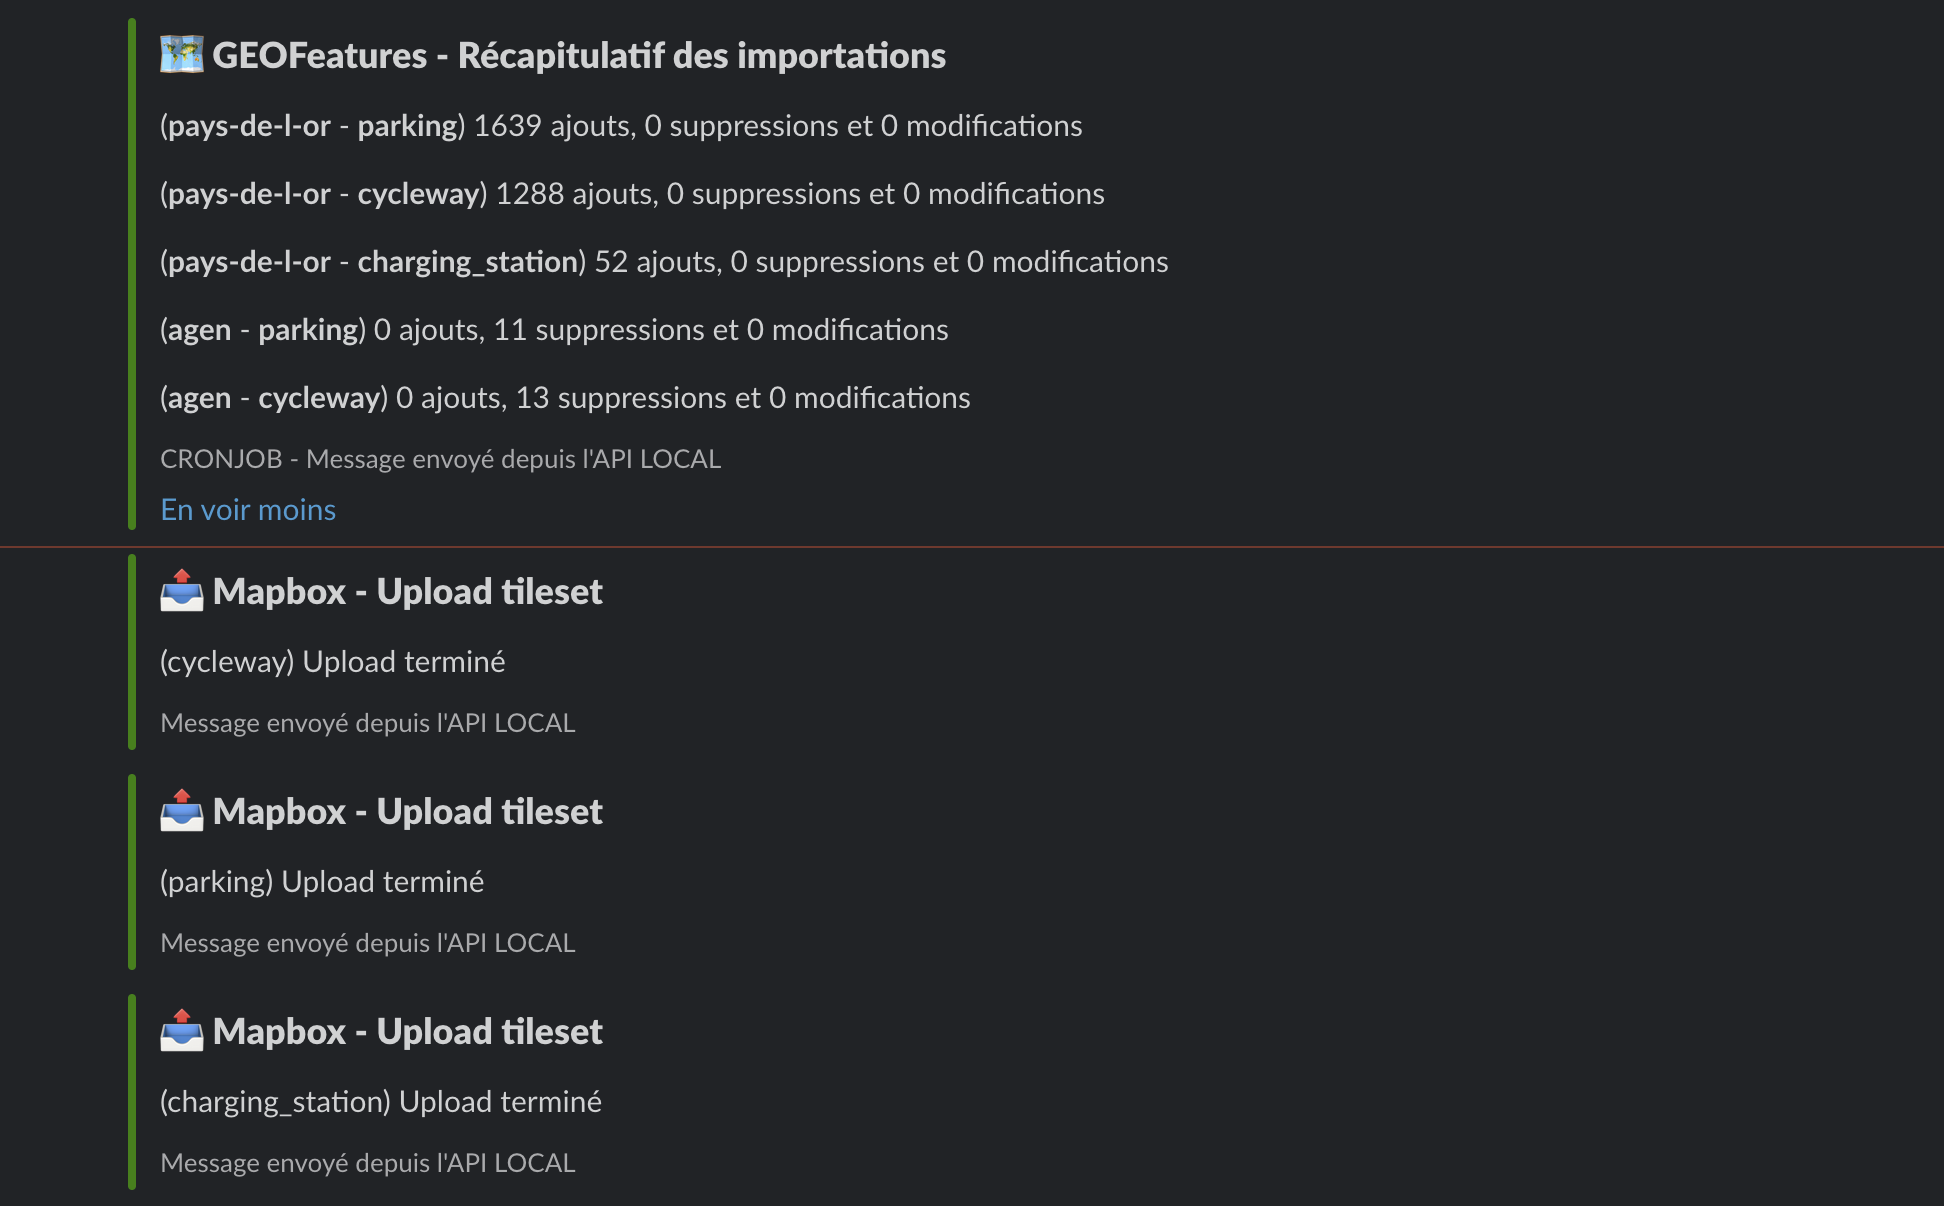 GEOFeatures - Récapitulatif des importations
(pays-de-l-or - parking) 1639 ajouts, 0 suppressions et 0 modifications
(pays-de-l-or - cycleway) 1288 ajouts, 0 suppressions et 0 modifications
(pays-de-l-or - charging_station) 52 ajouts, 0 suppressions et 0 modifications
(agen - parking) 0 ajouts, 11 suppressions et 0 modifications
(agen - cycleway) 0 ajouts, 13 suppressions et 0 modifications
CRONJOB - Message envoyé depuis l'API LOCAL
En voir moins
Mapbox - Upload tileset
(cycleway) Upload terminé
Message envoyé depuis l'API LOCAL
Mapbox - Upload tileset
(parking) Upload terminé
Message envoyé depuis l'API LOCAL
Mapbox - Upload tileset
(charging_station) Upload terminé
Message envoyé depuis l'API LOCAL